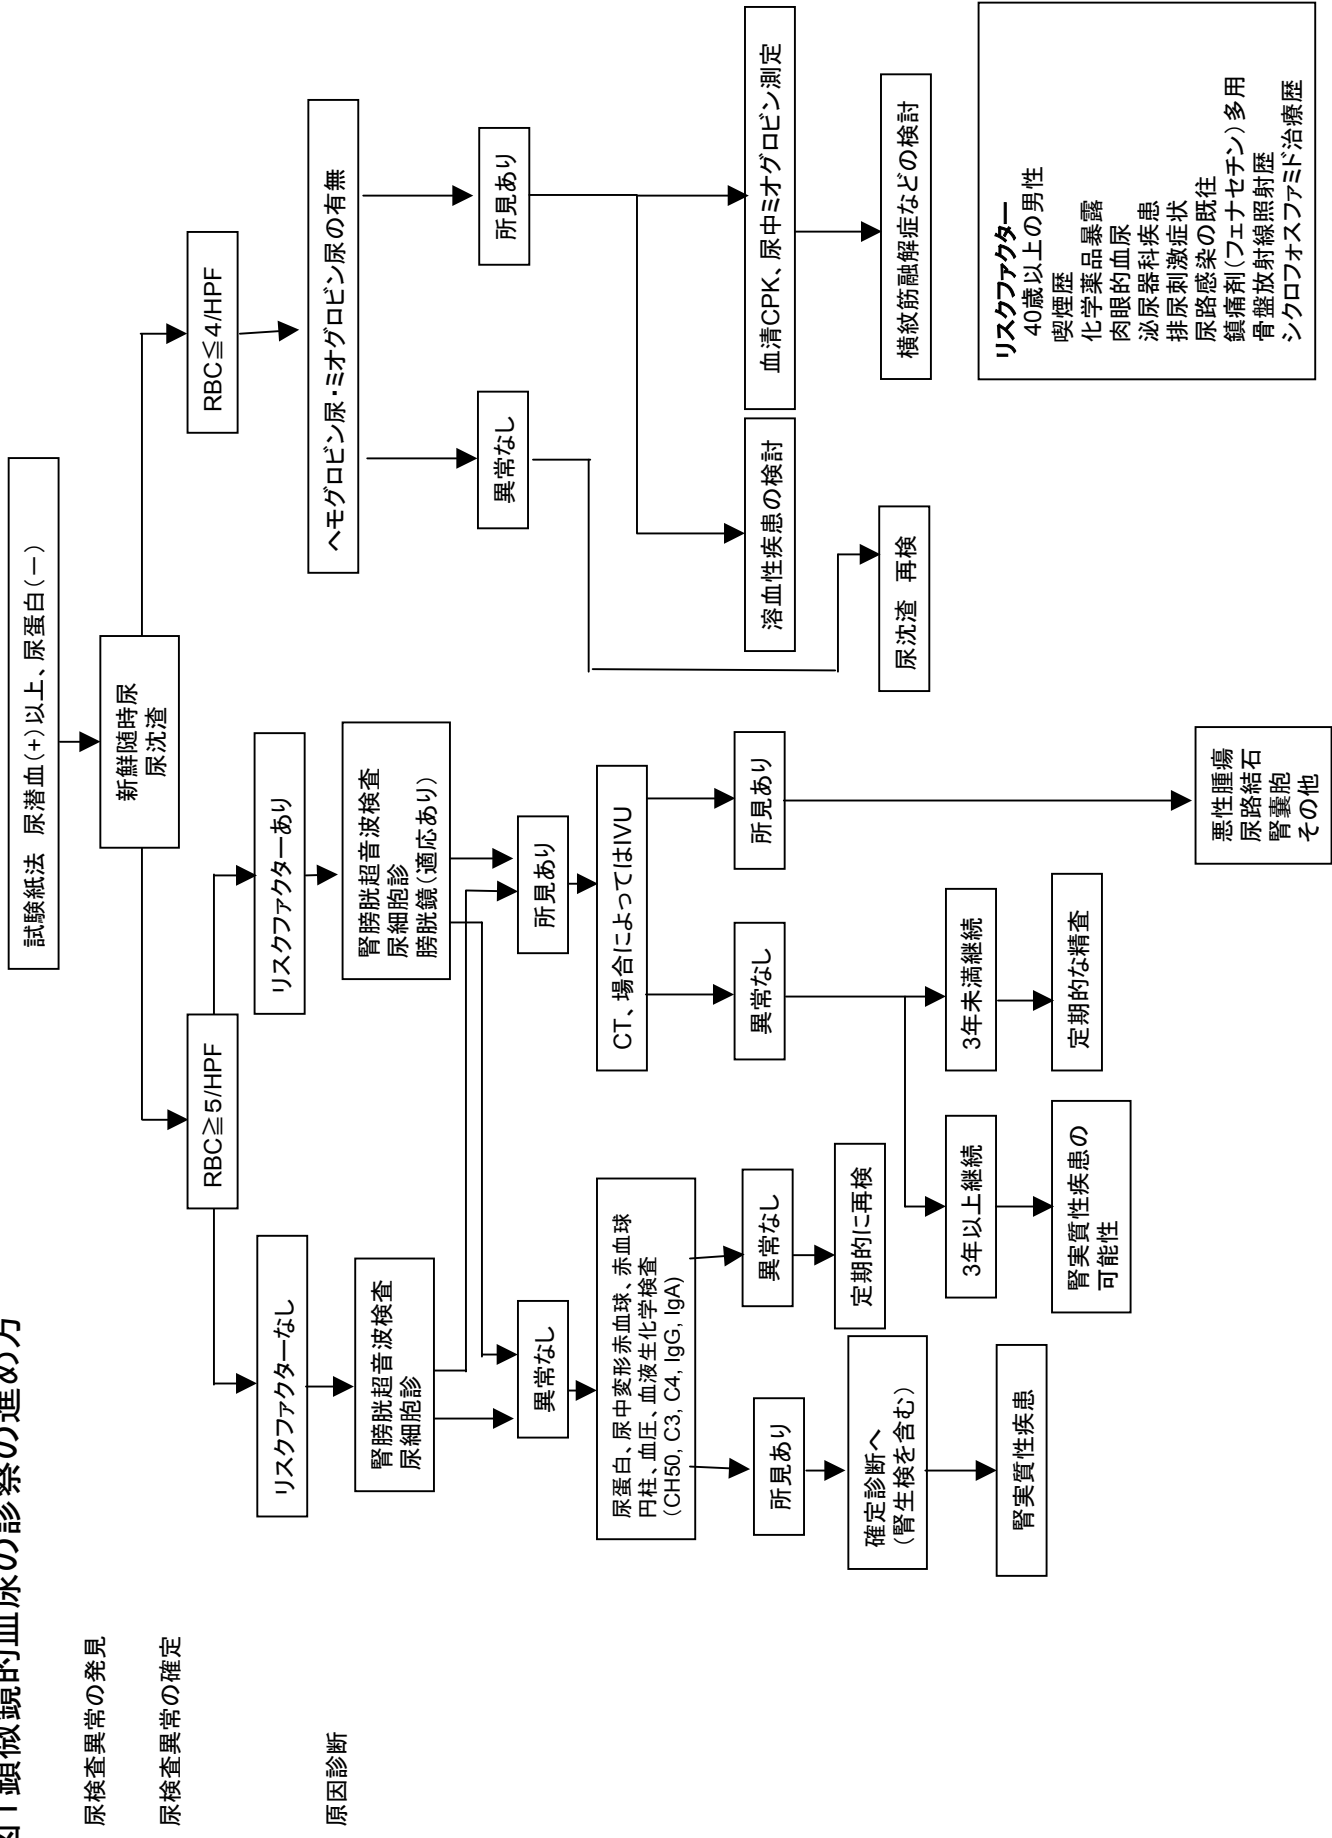 図1顕微鏡的血尿の診察の進め方
尿検査異常の発見
試験紙法 尿潜血(+)以上、尿蛋白(－)
尿検査異常の確定
新鮮随時尿
尿沈渣
RBC≧5/HPF
RBC≦4/HPF
原因診断
リスクファクターなし
リスクファクターあり
ヘモグロビン尿・ミオグロビン尿の有無
腎膀胱超音波検査
尿細胞診
腎膀胱超音波検査
尿細胞診
膀胱鏡(適応あり)
異常なし
所見あり
異常なし
所見あり
尿蛋白、尿中変形赤血球、赤血球
円柱、血圧、血液生化学検査
(CH50, C3, C4, IgG, IgA)
CT、場合によってはIVU
所見あり
異常なし
異常なし
所見あり
溶血性疾患の検討
血清CPK、尿中ミオグロビン測定
確定診断へ
(腎生検を含む)
定期的に再検
尿沈渣 再検
横紋筋融解症などの検討
3年以上継続
3年未満継続
腎実質性疾患
腎実質性疾患の
可能性
定期的な精査
悪性腫瘍
尿路結石
腎嚢胞
その他
リスクファクター
40歳以上の男性
喫煙歴
化学薬品暴露
肉眼的血尿
泌尿器科疾患
排尿刺激症状
尿路感染の既往
鎮痛剤(フェナセチン)多用
骨盤放射線照射歴
シクロフォスファミド治療歴